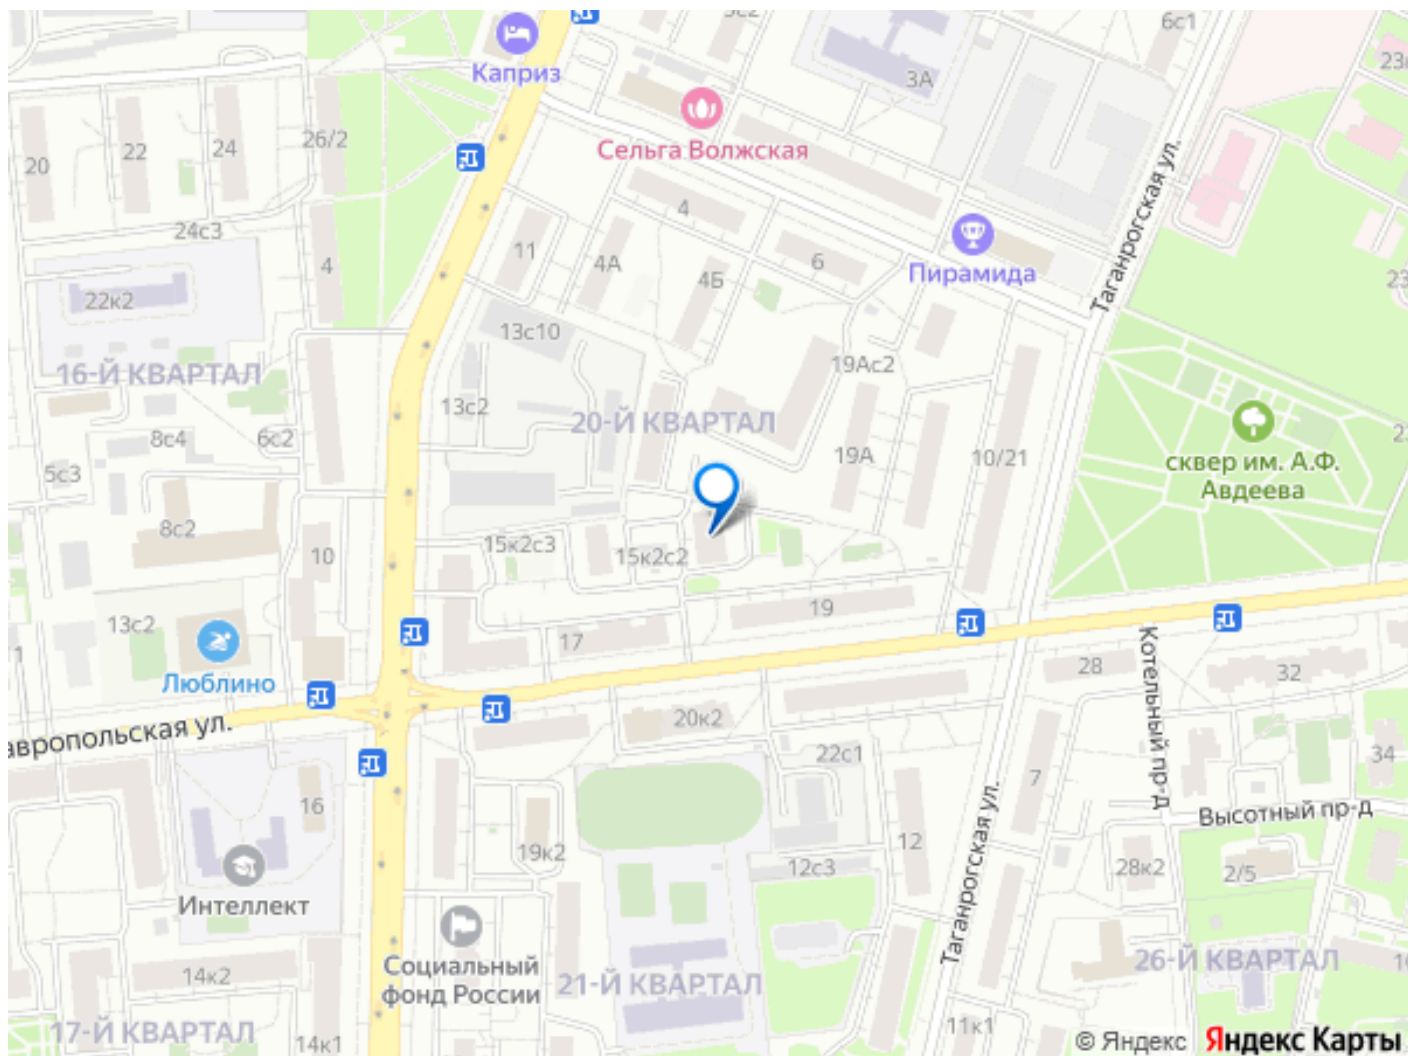 6с1
Каприз
3А
Сельга Волжская
20
22
24
26/2
4
24с3
11
4А
4Б
6
Пирамида
Таганрогская ул.
4
22к2
13с10
16-Й КВАРТАЛ
19Ас2
13с2
20-Й КВАРТАЛ
8с4
6с2
5с3
19А
10/21
сквер им. А.Ф.
Авдеева
8с2
10
15к2с3
15к2с2
19
17
13с2
Люблино
Котельный пр-д
28
32
20к2
22с1
34
авропольская ул.
7
16
Высотный пр-д
12
19к2
12с3
28к2
2/5
Интеллект
Таганрогская ул.
Социальный
фонд России
14к2
21-Й КВАРТАЛ
26-Й КВАРТАЛ
17-Й КВАРТАЛ
14к1
11к1
© Яндекс Яндекс Карты